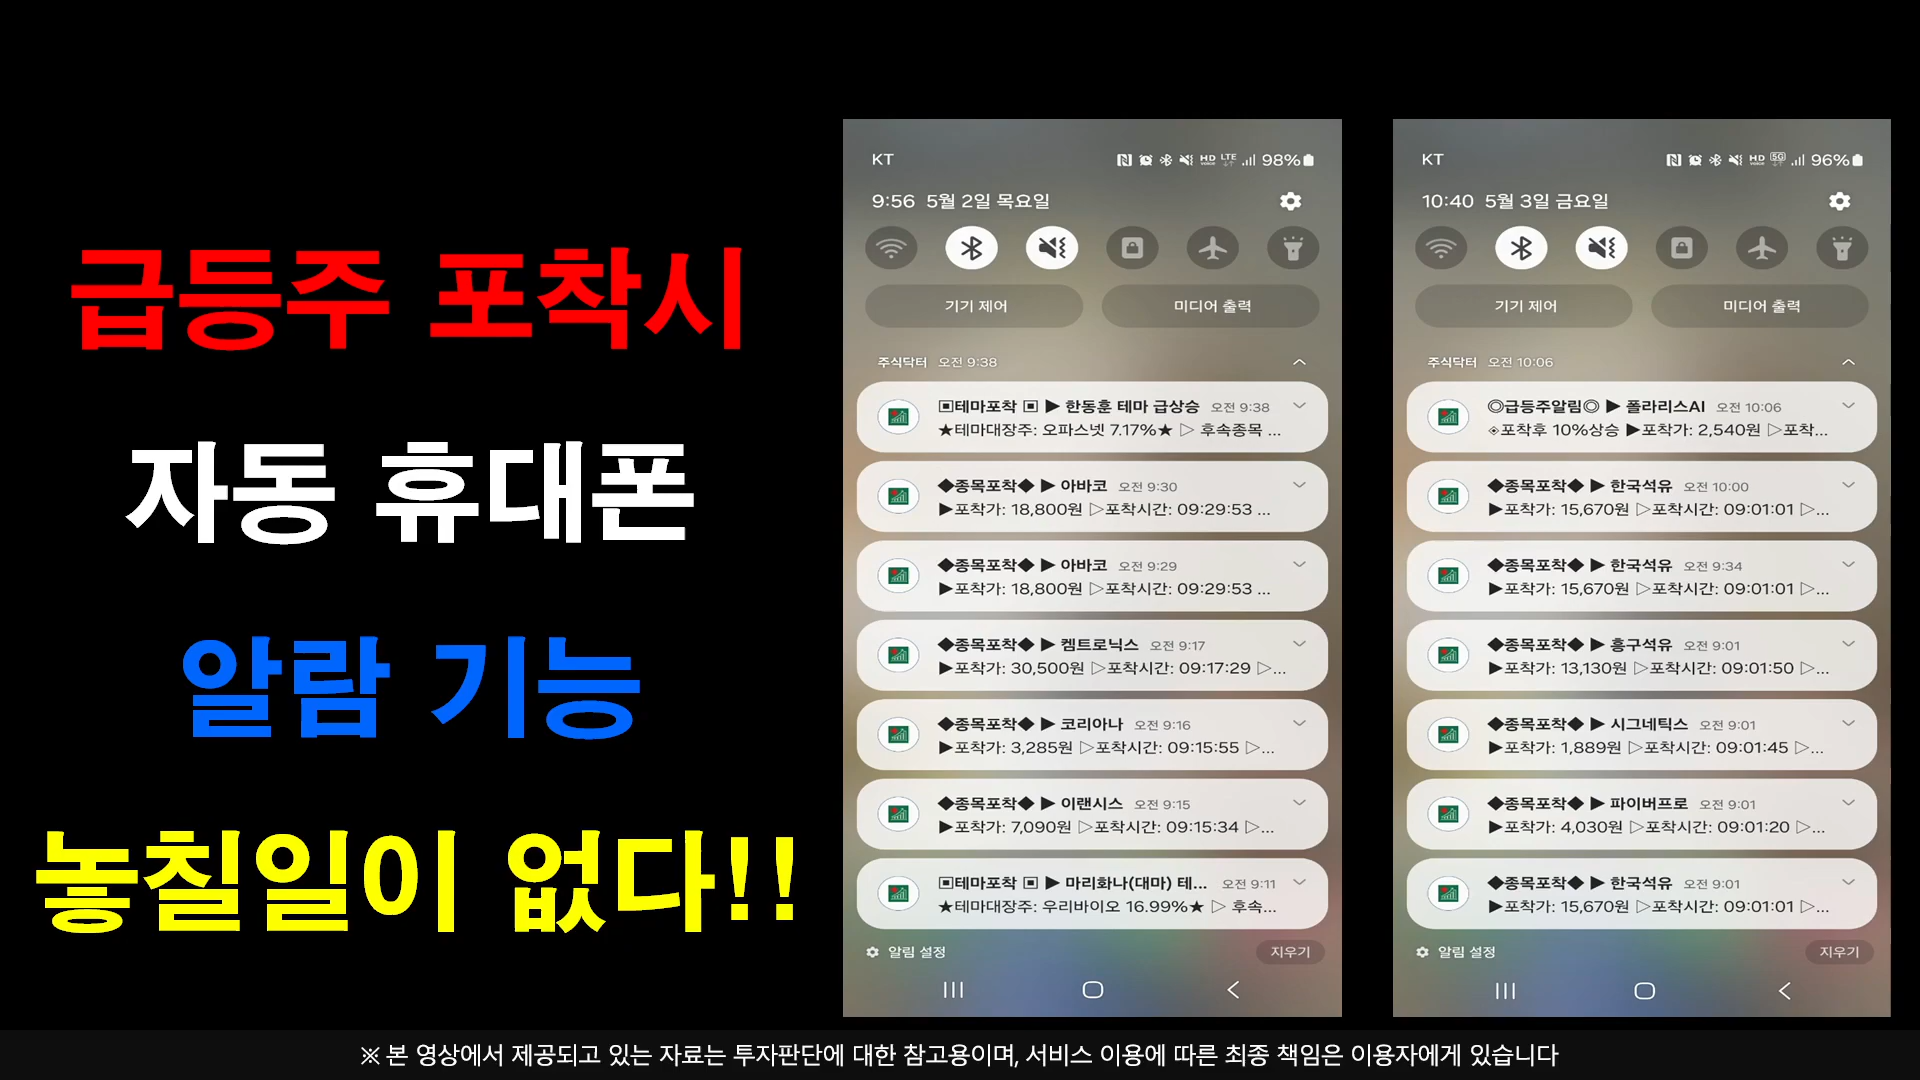 급등주 포착시
자동 휴대폰
알람 기능
놓칠일이 없다!!
KT
HD LTE 98%
9:56 5월 2일 목요일
기기 제어
미디어 출력
주식닥터 오전 9:38
▣테마포착 ▣ ▶ 한동훈 테마 급상승 오전 9:38
★테마대장주: 오파스넷 7.17%★ ▷ 후속종목 ...
◆종목포착◆ ▶ 아바코 오전 9:30
▶포착가: 18,800원 ▷포착시간: 09:29:53 ...
◆종목포착◆ ▶ 아바코 오전 9:29
▶포착가: 18,800원 ▷포착시간: 09:29:53 ...
◆종목포착◆ ▶ 켐트로닉스 오전 9:17
▶포착가: 30,500원 ▷포착시간: 09:17:29 ▷...
◆종목포착◆ ▶ 코리아나 오전 9:16
▶포착가: 3,285원 ▷포착시간: 09:15:55 ▷...
◆종목포착◆ ▶ 이랜시스 오전 9:15
▶포착가: 7,090원 ▷포착시간: 09:15:34 ▷...
▣테마포착 ▣ ▶ 마리화나(대마) 테... 오전 9:11
★테마대장주: 우리바이오 16.99%★ ▷ 후속...
알림 설정
지우기
KT
HD 5G 96%
10:40 5월 3일 금요일
기기 제어
미디어 출력
주식닥터 오전 10:06
◎급등주알림◎ ▶ 폴라리스AI 오전 10:06
◈포착후 10%상승 ▶포착가: 2,540원 ▷포착...
◆종목포착◆ ▶ 한국석유 오전 10:00
▶포착가: 15,670원 ▷포착시간: 09:01:01 ▷...
◆종목포착◆ ▶ 한국석유 오전 9:34
▶포착가: 15,670원 ▷포착시간: 09:01:01 ▷...
◆종목포착◆ ▶ 흥구석유 오전 9:01
▶포착가: 13,130원 ▷포착시간: 09:01:50 ▷...
◆종목포착◆ ▶ 시그네틱스 오전 9:01
▶포착가: 1,889원 ▷포착시간: 09:01:45 ▷...
◆종목포착◆ ▶ 파이버프로 오전 9:01
▶포착가: 4,030원 ▷포착시간: 09:01:20 ▷...
◆종목포착◆ ▶ 한국석유 오전 9:01
▶포착가: 15,670원 ▷포착시간: 09:01:01 ▷...
알림 설정
지우기
※ 본 영상에서 제공되고 있는 자료는 투자판단에 대한 참고용이며, 서비스 이용에 따른 최종 책임은 이용자에게 있습니다